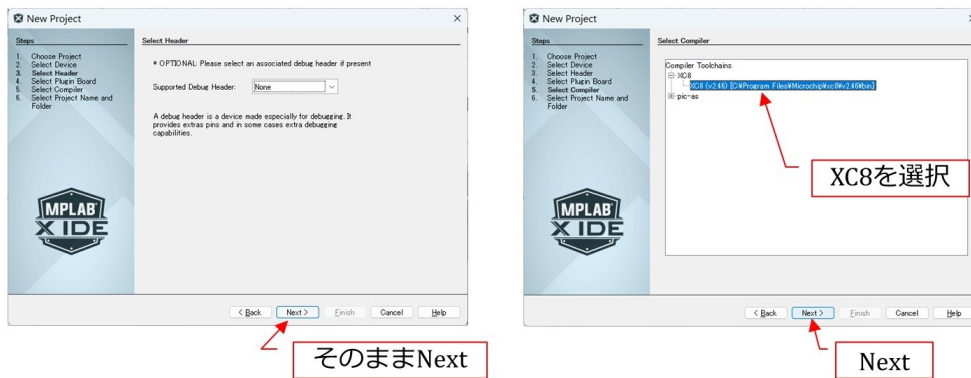 New Project
Steps
1. Choose Project
2. Select Device
3. Select Header
4. Select Plugin Board
5. Select Compiler
6. Select Project Name and
Folder
MPLAB
X IDE
Select Header
* OPTIONAL: Please select an associated debug header if present
Supported Debug Header: None
A debug header is a device made especially for debugging. It
provides extras pins and in some cases extra debugging
capabilities.
< Back Next > Finish Cancel Help
そのままNext
New Project
Steps
1. Choose Project
2. Select Device
3. Select Header
4. Select Plugin Board
5. Select Compiler
6. Select Project Name and
Folder
MPLAB
X IDE
Select Compiler
Compiler Toolchains
XC8
XC8 (v2.46) [C:¥Program Files¥Microchip¥xc8¥v2.46¥bin]
pic-as
XC8を選択
< Back Next > Finish Cancel Help
Next